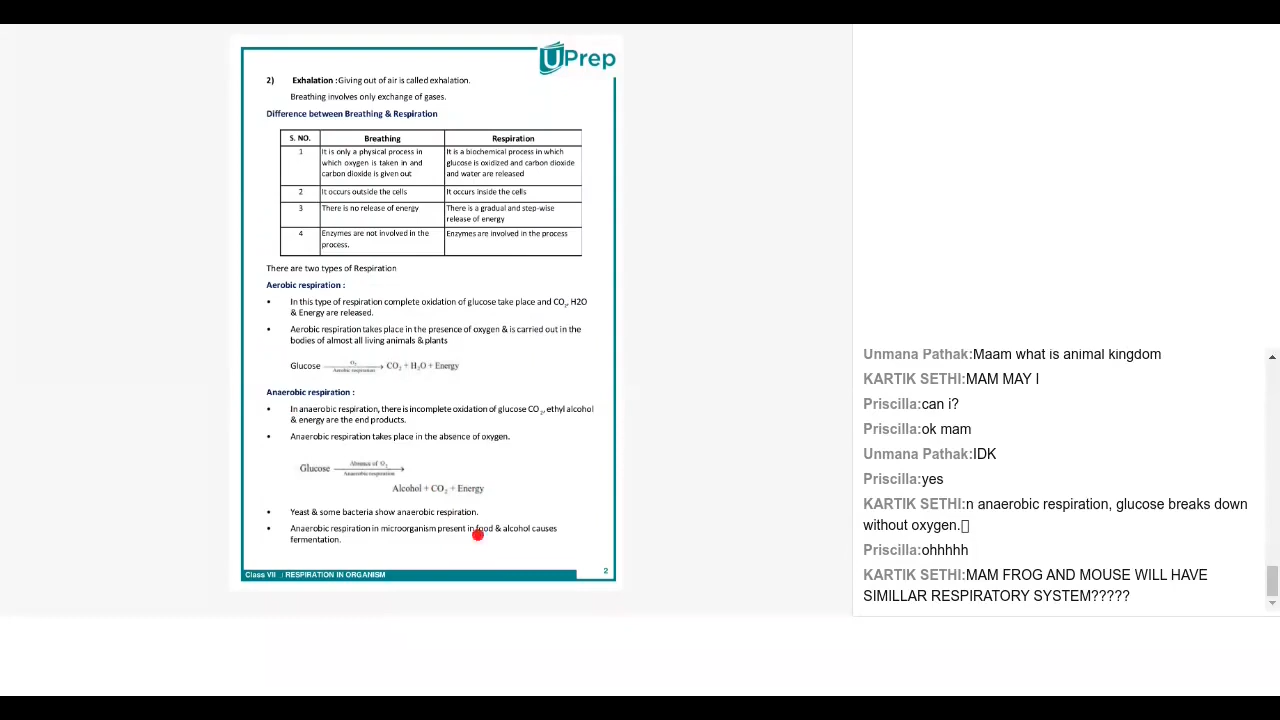 UPrep
2) Exhalation :Giving out of air is called exhalation.
Breathing involves only exchange of gases.
Difference between Breathing & Respiration
S. NO. Breathing Respiration
1 It is only a physical process in which oxygen is taken in and carbon dioxide is given out
It is a biochemical process in which glucose is oxidized and carbon dioxide and water are released
2 It occurs outside the cells It occurs inside the cells
3 There is no release of energy There is a gradual and step-wise release of energy
4 Enzymes are not involved in the process. Enzymes are involved in the process
There are two types of Respiration
Aerobic respiration :
• In this type of respiration complete oxidation of glucose take place and CO₂, H2O
& Energy are released.
• Aerobic respiration takes place in the presence of oxygen & is carried out in the
bodies of almost all living animals & plants
Glucose O₂ Aerobic respiration → CO₂ + H₂O + Energy
Anaerobic respiration :
• In anaerobic respiration, there is incomplete oxidation of glucose CO ₂, ethyl alcohol
& energy are the end products.
• Anaerobic respiration takes place in the absence of oxygen.
Glucose Absence of O₂ Anaerobic respiration →
Alcohol + CO₂ + Energy
• Yeast & some bacteria show anaerobic respiration.
• Anaerobic respiration in microorganism present in food & alcohol causes
fermentation.
2
Class VII | RESPIRATION IN ORGANISM
Unmana Pathak:Maam what is animal kingdom
KARTIK SETHI:MAM MAY I
Priscilla:can i?
Priscilla:ok mam
Unmana Pathak:IDK
Priscilla:yes
KARTIK SETHI:n anaerobic respiration, glucose breaks down
without oxygen.
Priscilla:ohhhhh
KARTIK SETHI:MAM FROG AND MOUSE WILL HAVE
SIMILLAR RESPIRATORY SYSTEM?????